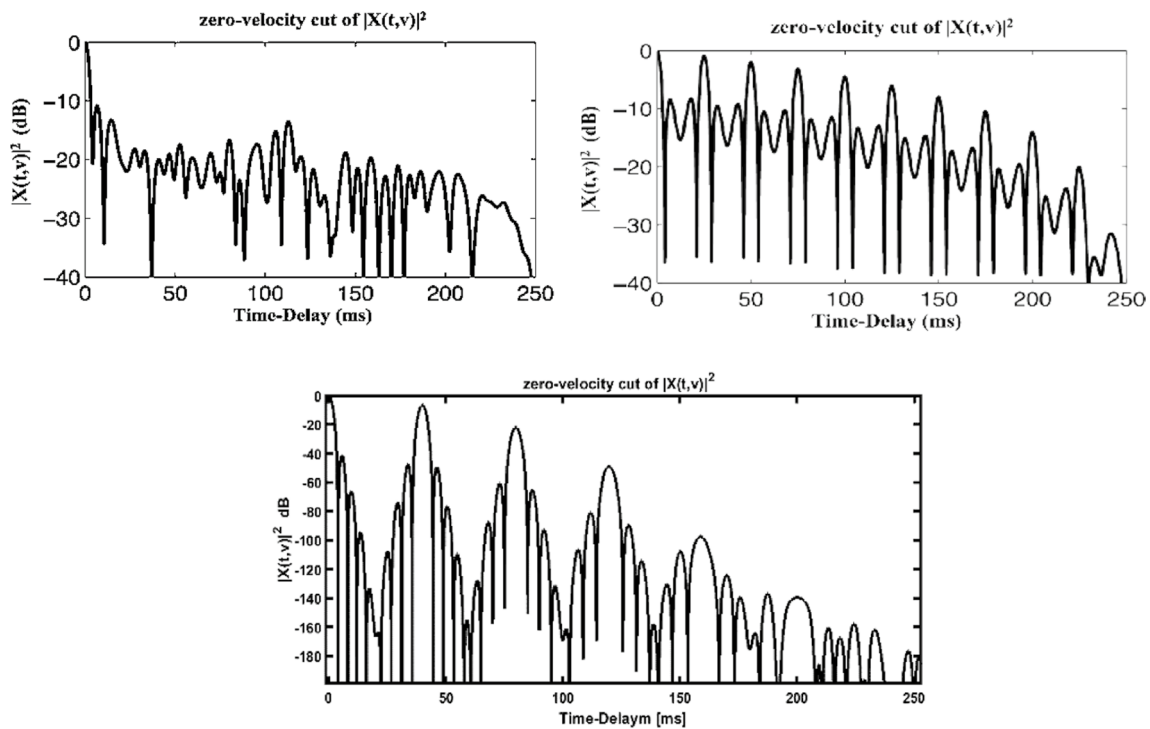 zero-velocity cut of |X(t,v)|²
|X(t,v)|² (dB)
0
−10
−20
−30
−40
0 50 100 150 200 250
Time-Delay (ms)
zero-velocity cut of |X(t,v)|²
|X(t,v)|² (dB)
0
−10
−20
−30
−40
0 50 100 150 200 250
Time-Delay (ms)
zero-velocity cut of |X(t,v)|²
|X(t,v)|² dB
0
-20
-40
-60
-80
-100
-120
-140
-160
-180
0 50 100 150 200 250
Time-Delaym [ms]